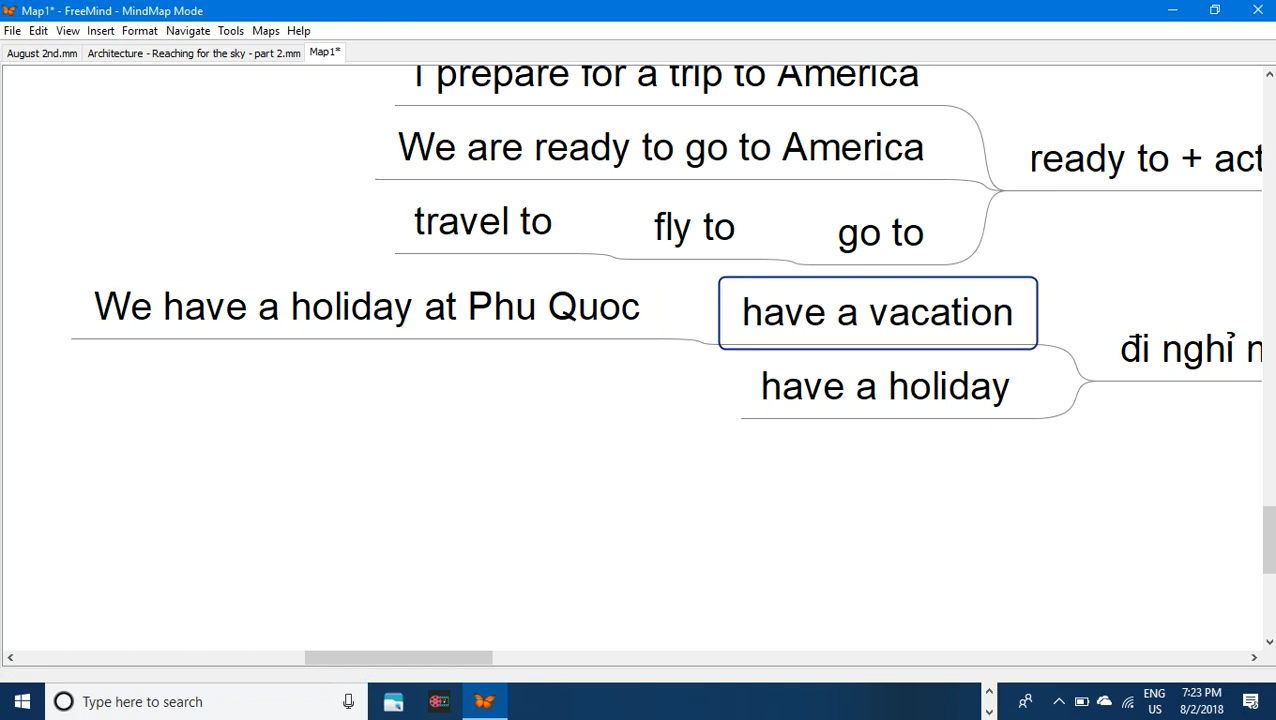 Map1* - FreeMind - MindMap Mode
File Edit View Insert Format Navigate Tools Maps Help
August 2nd.mm Architecture - Reaching for the sky - part 2.mm Map1*
I prepare for a trip to America
We are ready to go to America
ready to + act
travel to fly to go to
We have a holiday at Phu Quoc have a vacation
đi nghỉ
have a holiday
Type here to search
ENG 7:23 PM
US 8/2/2018